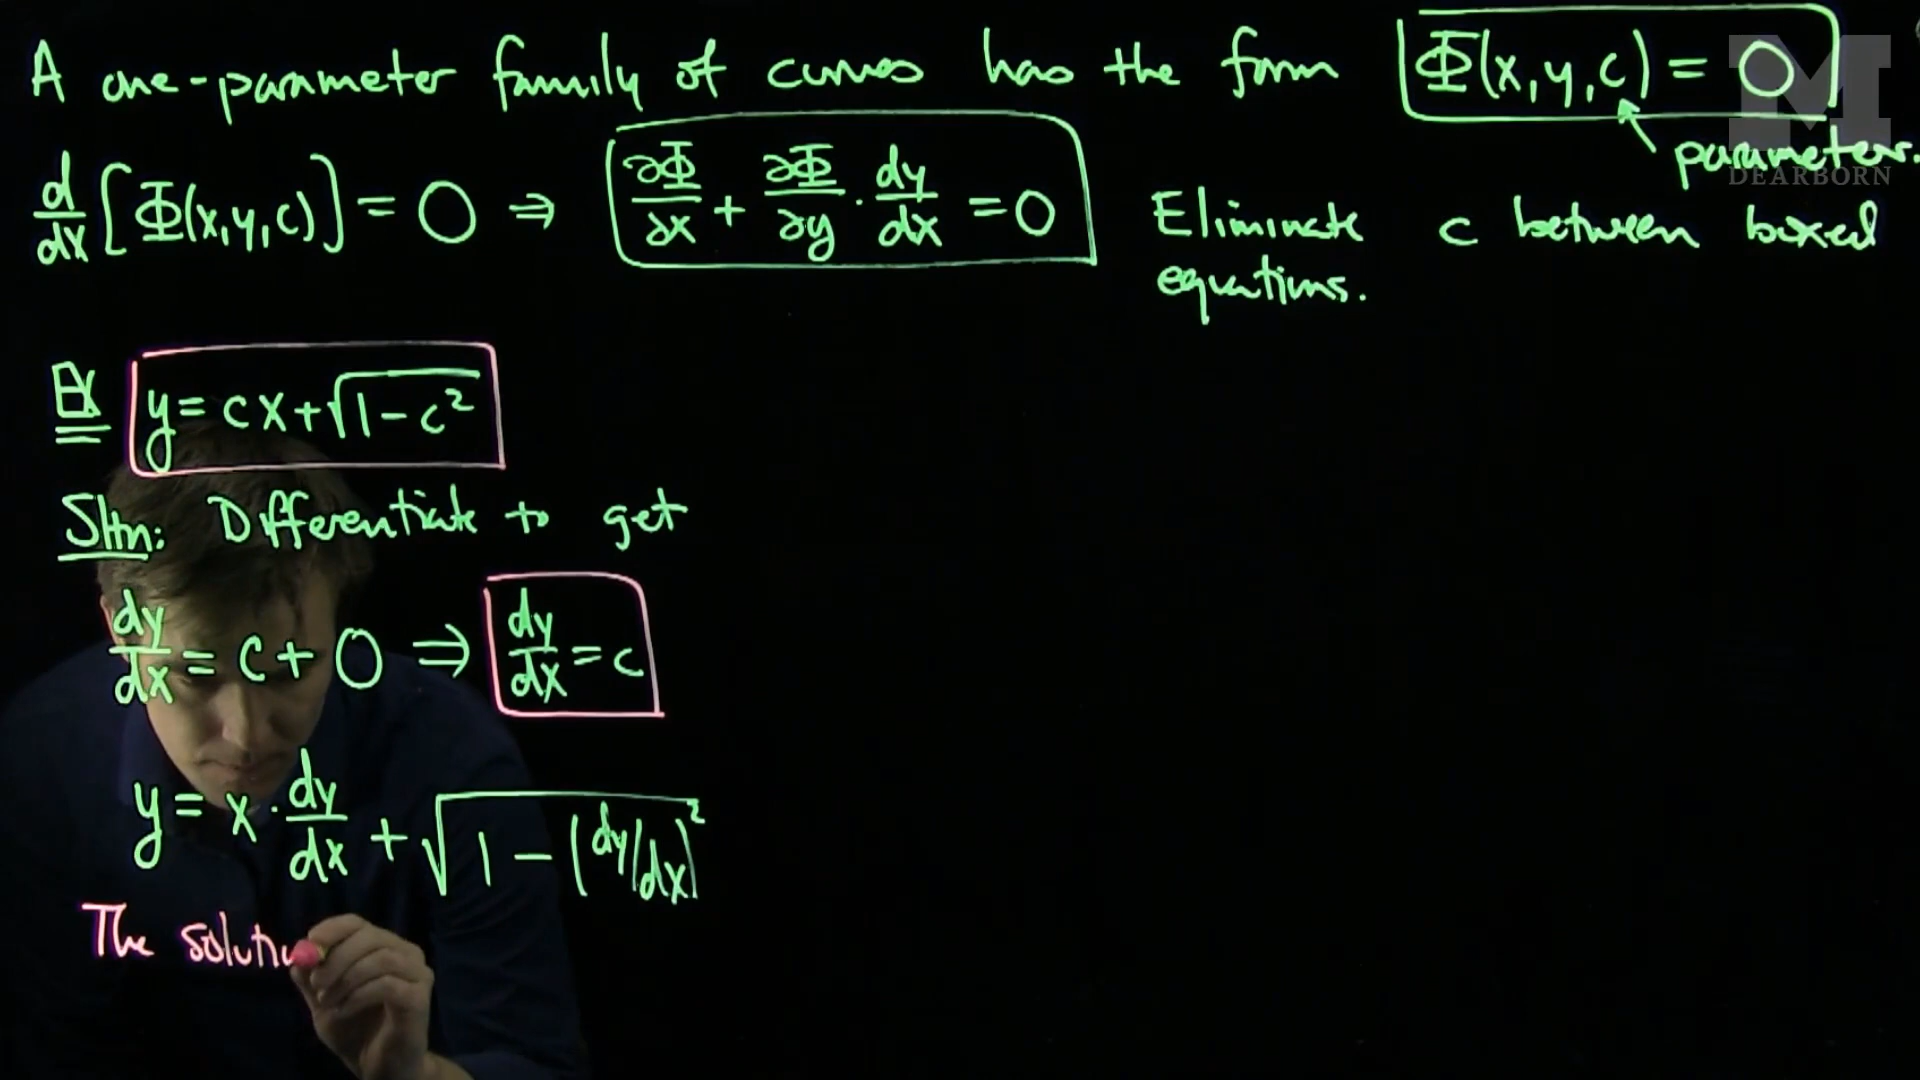 A one-parameter family of curves has the form Φ(x,y,c) = 0
parameter.
M
DEARBORN
d/dx [Φ(x,y,c)] = 0 ⇒ ∂Φ/∂x + ∂Φ/∂y · dy/dx = 0 Eliminate c between boxed
equations.
Ex y = cx + √(1-c²)
Sltn: Differentiate to get
dy/dx = c + 0 ⇒ dy/dx = c
y = x · dy/dx + √(1 - (dy/dx)²)
The solutio